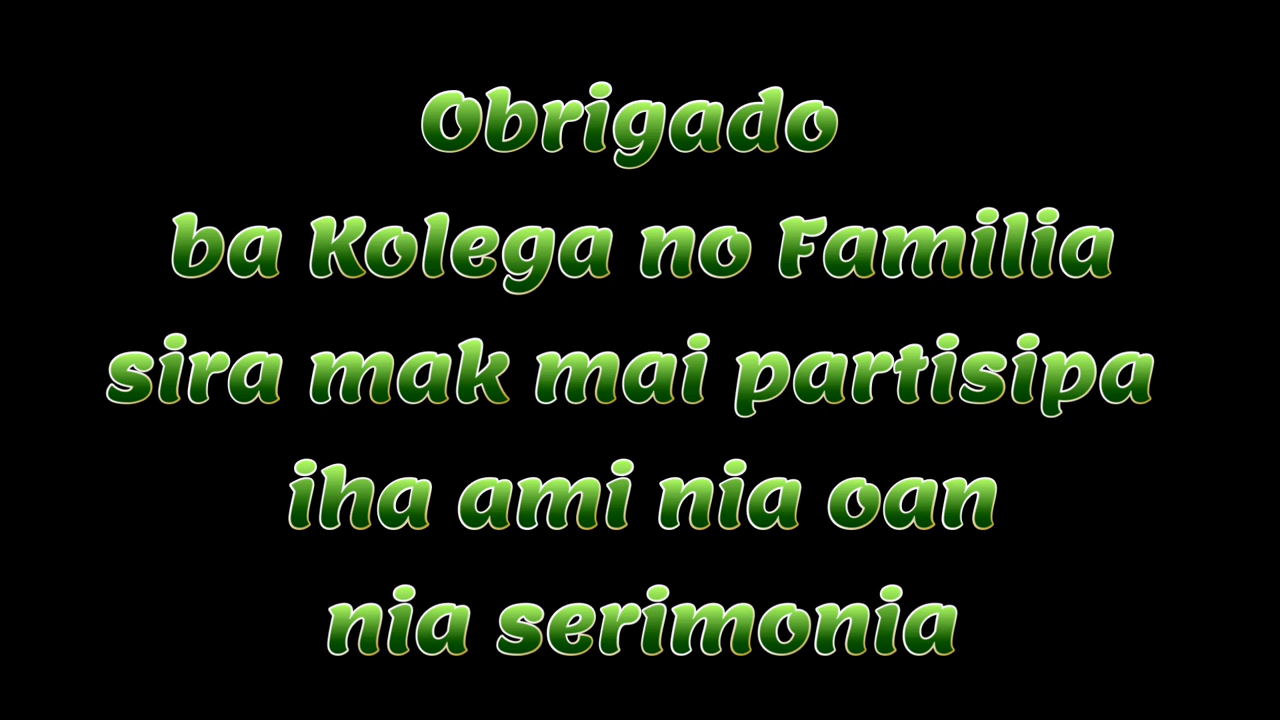 Obrigado
ba Kolega no Familia
sira mak mai partisipa
iha ami nia oan
nia serimonia